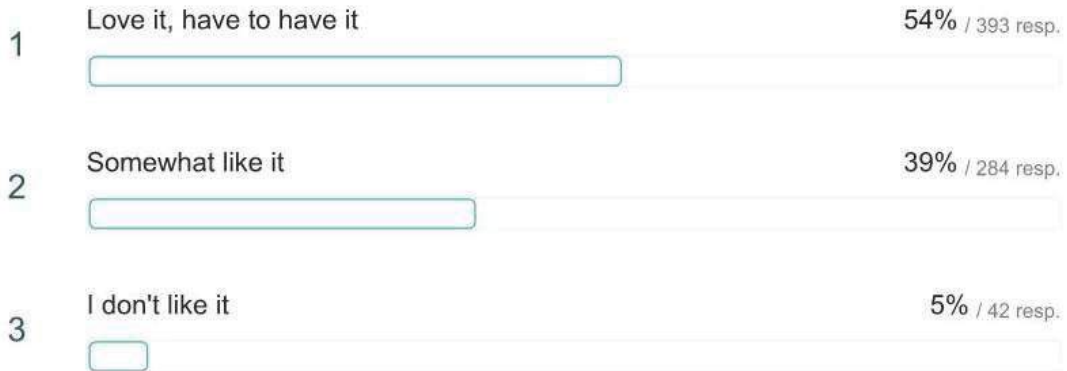 1 Love it, have to have it 54% / 393 resp.
2 Somewhat like it 39% / 284 resp.
3 I don't like it 5% / 42 resp.